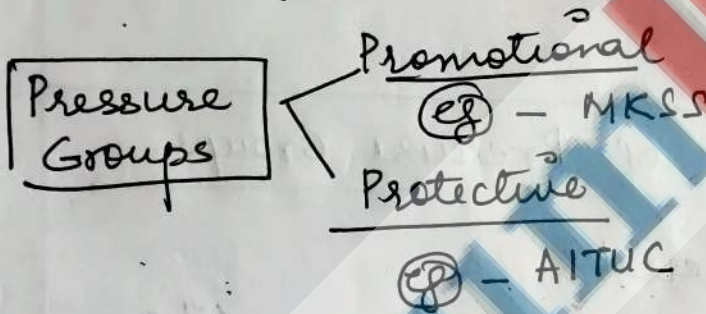 Promotional
eg - MKSS
Pressure
Groups
Protective
eg - AITUC